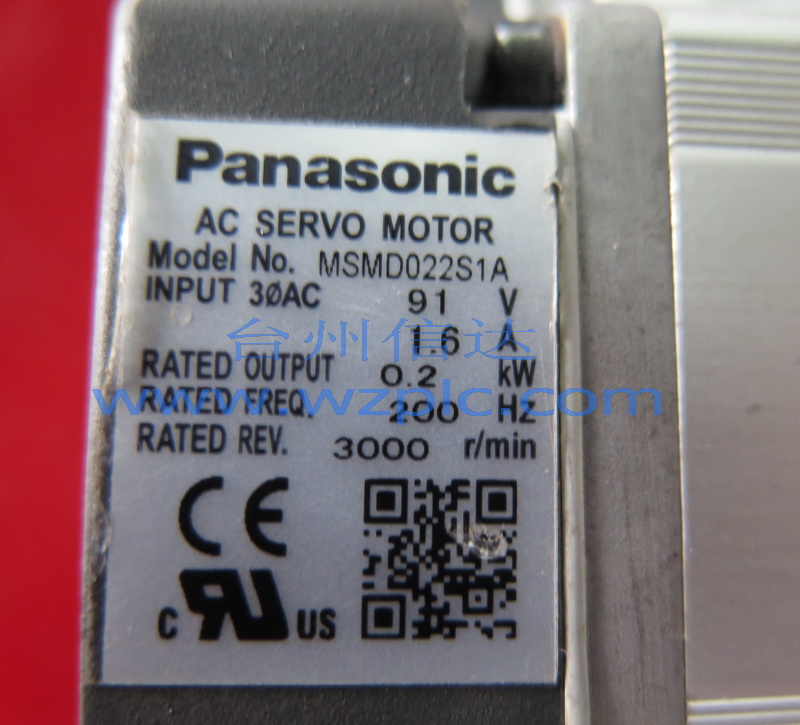 Panasonic
AC SERVO MOTOR
Model No. MSMD022S1A
INPUT 3ØAC 91 V
1.6 A
台州信达
RATED OUTPUT 0.2 kW
www.wzplc.com
RATED FREQ. 200 Hz
RATED REV. 3000 r/min
CE
c RU US